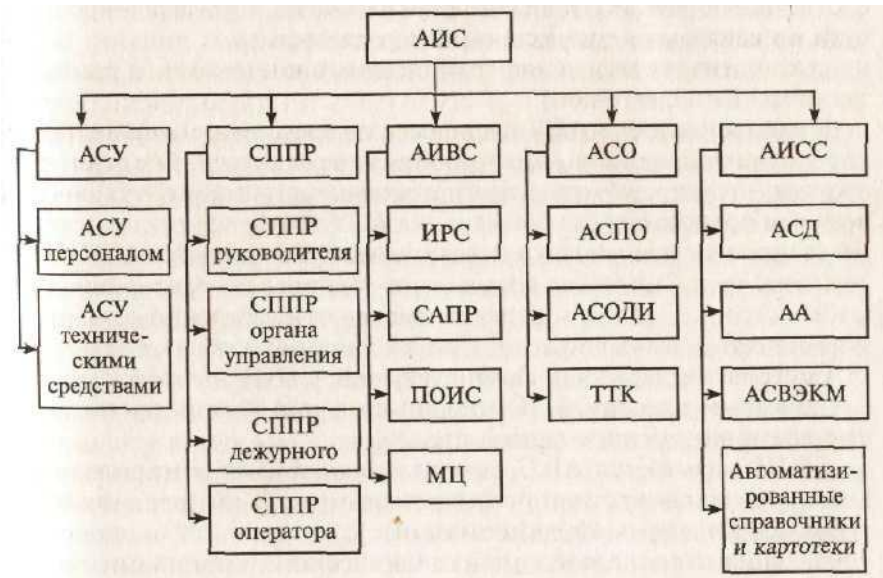 АИС
АСУ
СППР
АИВС
АСО
АИСС
АСУ
персоналом
АСУ
техниче-
скими
средствами
СППР
руководителя
СППР
органа
управления
СППР
дежурного
СППР
оператора
ИРС
САПР
ПОИС
МЦ
АСПО
АСОДИ
ТТК
АСД
АА
АСВЭКМ
Автоматизи-
рованные
справочники
и картотеки